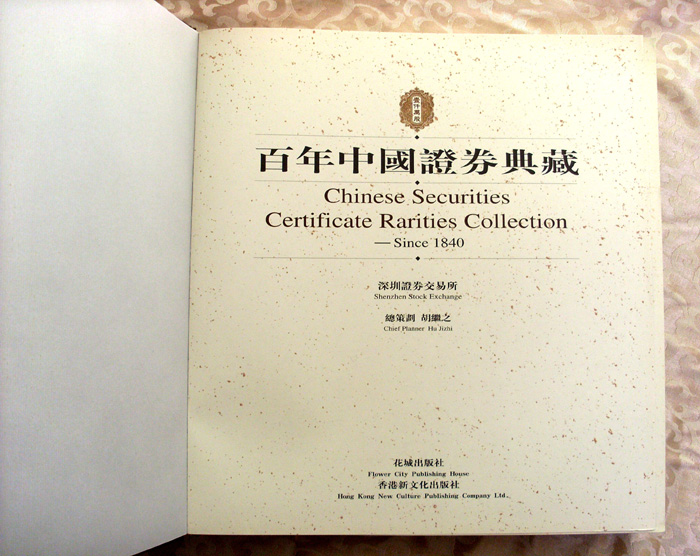 百年中國證券典藏
Chinese Securities
Certificate Rarities Collection
—Since 1840
深圳證券交易所
Shenzhen Stock Exchange
總策劃 胡繼之
Chief Planner Hu Jizhi
花城出版社
Flower City Publishing House
香港新文化出版社
Hong Kong New Culture Publishing Company Ltd.